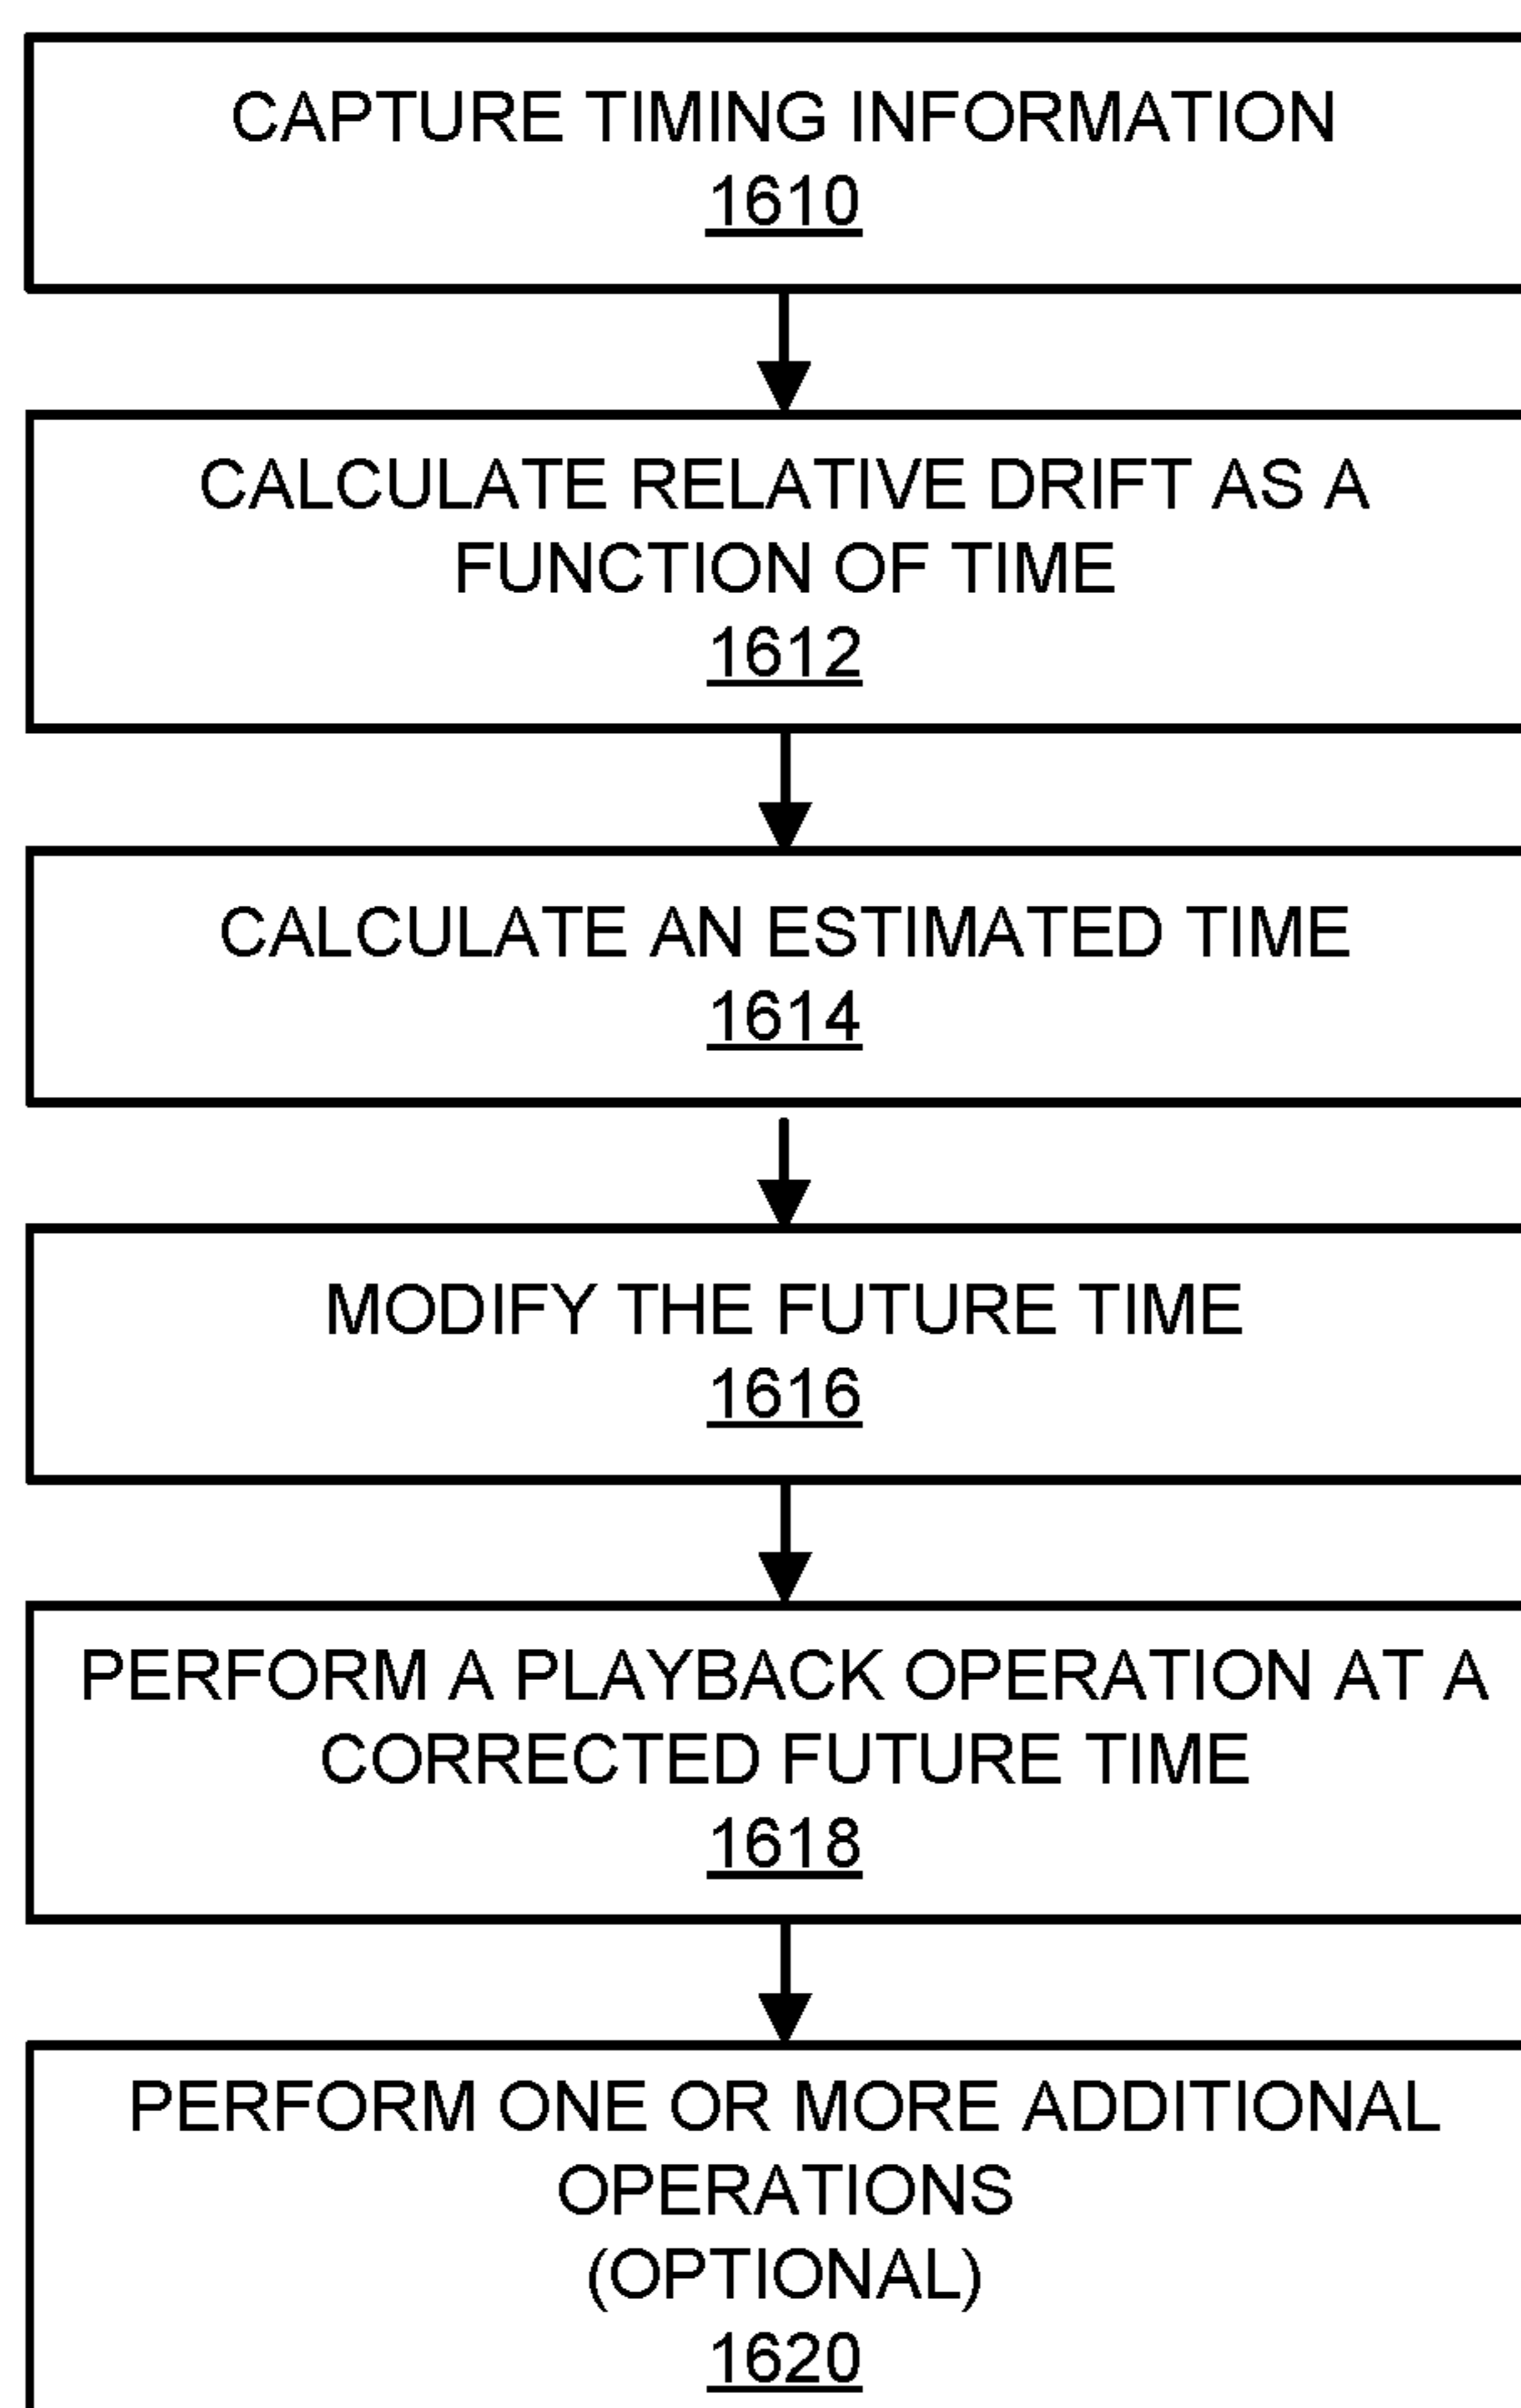 CAPTURE TIMING INFORMATION
1610
CALCULATE RELATIVE DRIFT AS A
FUNCTION OF TIME
1612
CALCULATE AN ESTIMATED TIME
1614
MODIFY THE FUTURE TIME
1616
PERFORM A PLAYBACK OPERATION AT A
CORRECTED FUTURE TIME
1618
PERFORM ONE OR MORE ADDITIONAL
OPERATIONS
(OPTIONAL)
1620